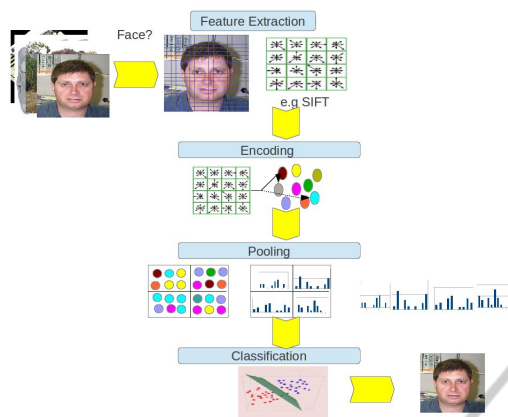 Feature Extraction
Face?
e.g SIFT
Encoding
Pooling
Classification